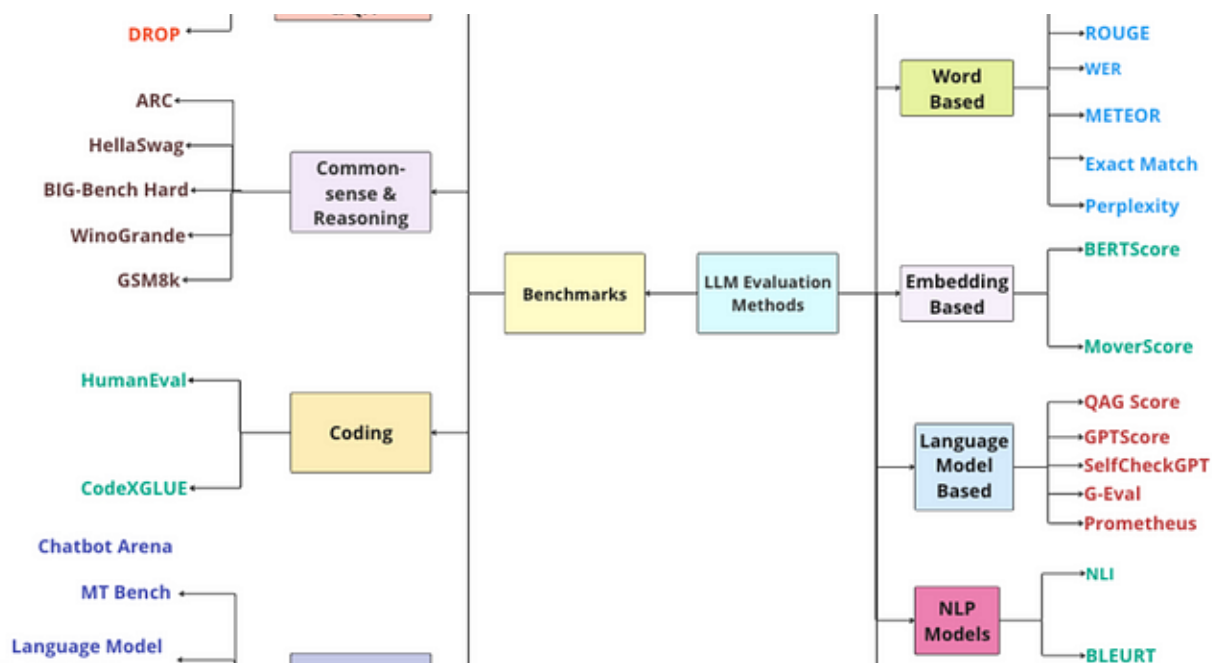 DROP
ARC
HellaSwag
BIG-Bench Hard
WinoGrande
GSM8k
Common-
sense &
Reasoning
HumanEval
CodeXGLUE
Coding
Chatbot Arena
MT Bench
Language Model
Benchmarks
LLM Evaluation
Methods
Word
Based
ROUGE
WER
METEOR
Exact Match
Perplexity
Embedding
Based
BERTScore
MoverScore
Language
Model
Based
QAG Score
GPTScore
SelfCheckGPT
G-Eval
Prometheus
NLP
Models
NLI
BLEURT